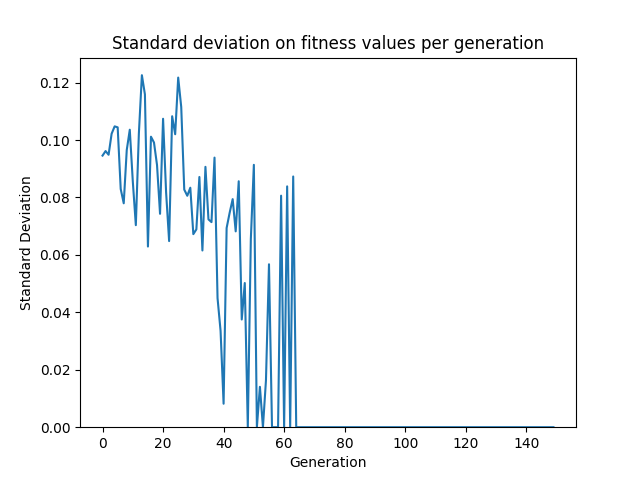 Standard deviation on fitness values per generation
0.12
0.10
0.08
0.06
0.04
0.02
0.00
Standard Deviation
0 20 40 60 80 100 120 140
Generation